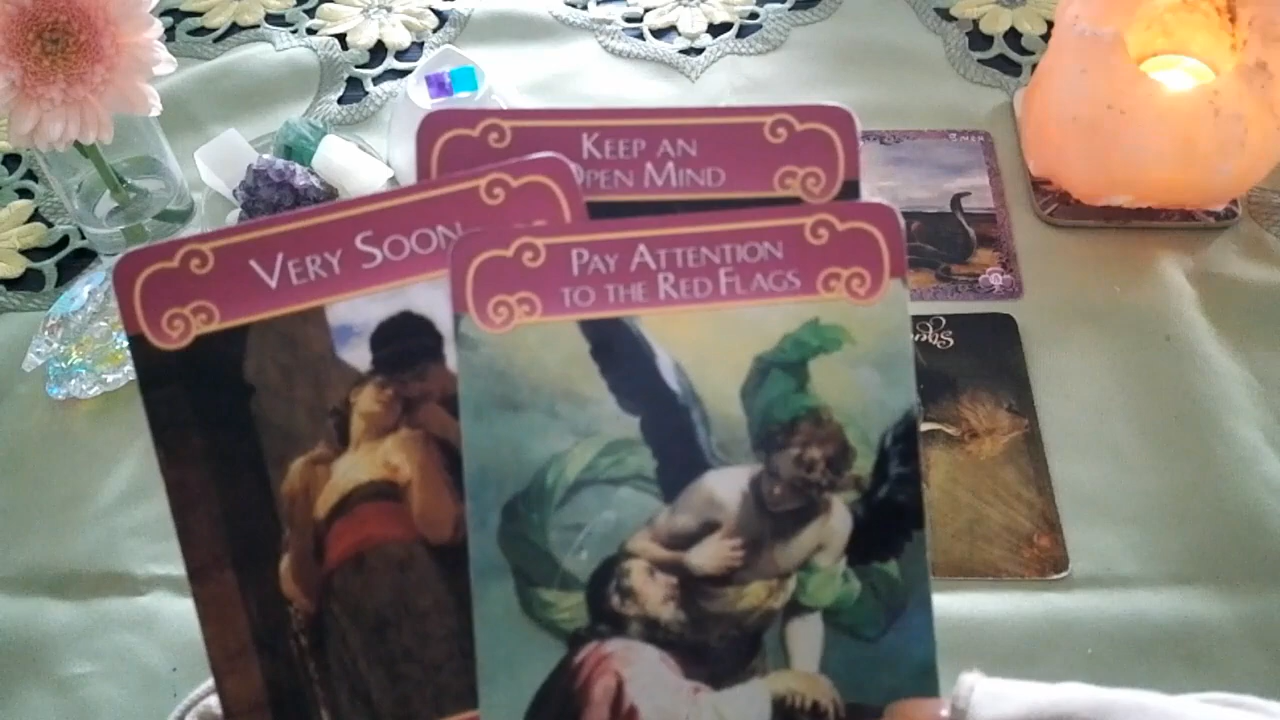 KEEP AN
OPEN MIND
VERY SOON
PAY ATTENTION
TO THE RED FLAGS